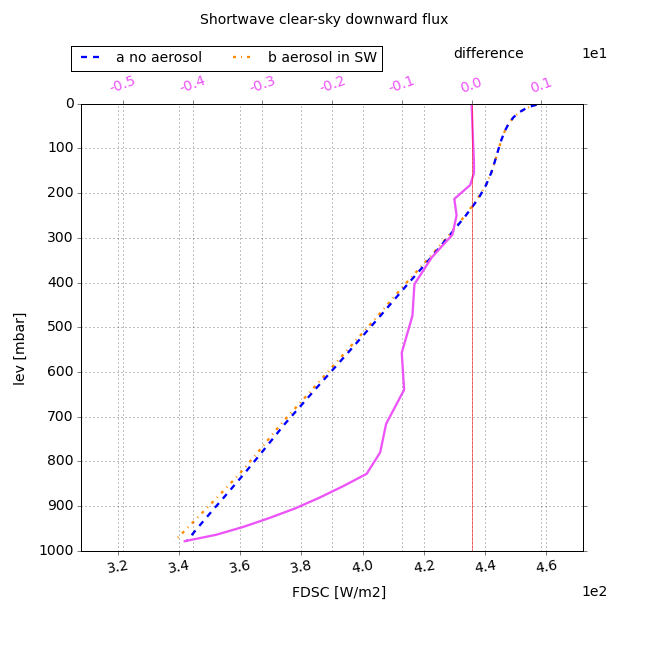 Shortwave clear-sky downward flux
a no aerosol b aerosol in SW
difference 1e1
-0.5 -0.4 -0.3 -0.2 -0.1 0.0 0.1
0
100
200
300
400
500
600
700
800
900
1000
lev [mbar]
3.2 3.4 3.6 3.8 4.0 4.2 4.4 4.6
FDSC [W/m2] 1e2